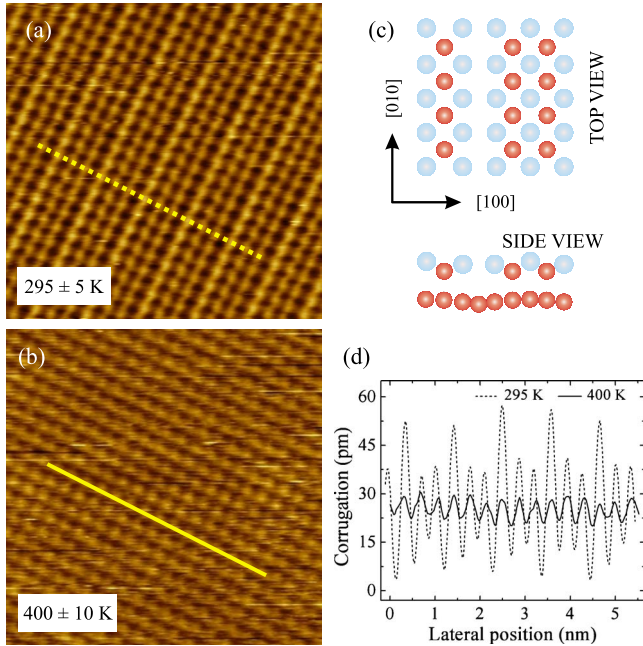 (a)
295 ± 5 K
(b)
400 ± 10 K
(c)
[010]
[100]
TOP VIEW
SIDE VIEW
(d)
295 K
400 K
Corrugation (pm)
60
45
30
15
0
0 1 2 3 4 5
Lateral position (nm)